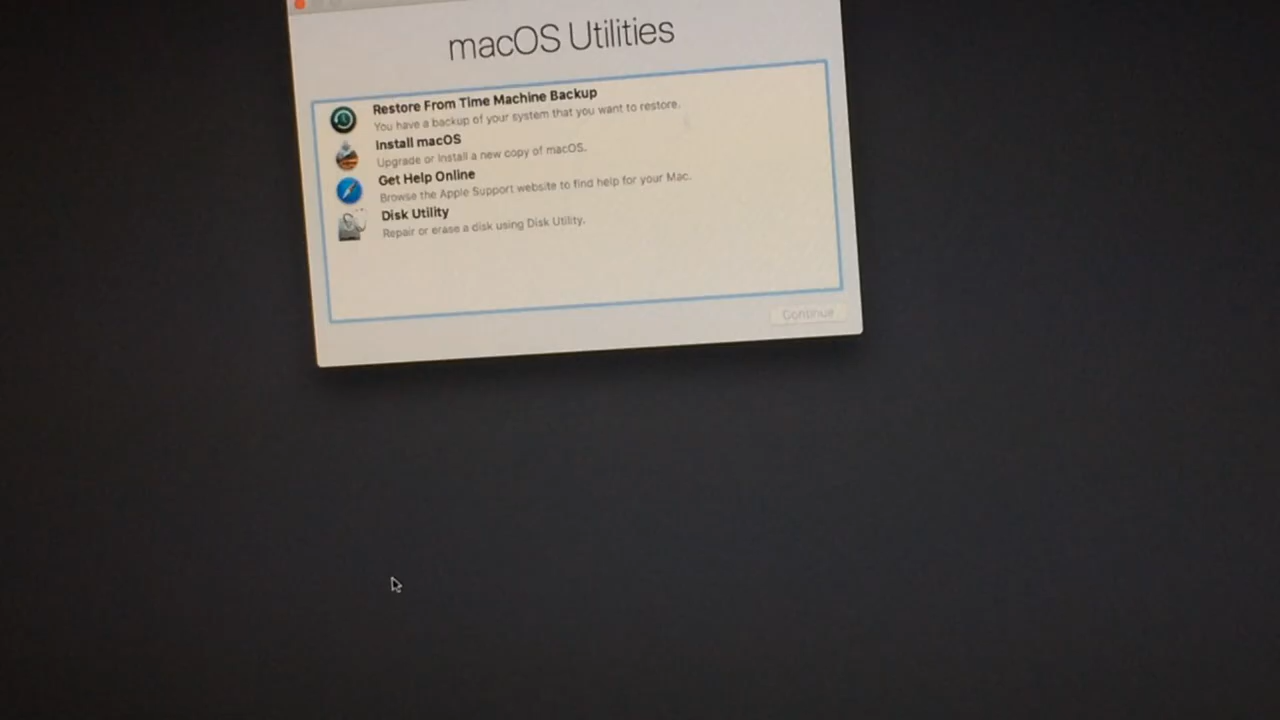 macOS Utilities
Restore From Time Machine Backup
You have a backup of your system that you want to restore.
Install macOS
Upgrade or install a new copy of macOS.
Get Help Online
Browse the Apple Support website to find help for your Mac.
Disk Utility
Repair or erase a disk using Disk Utility.
Continue